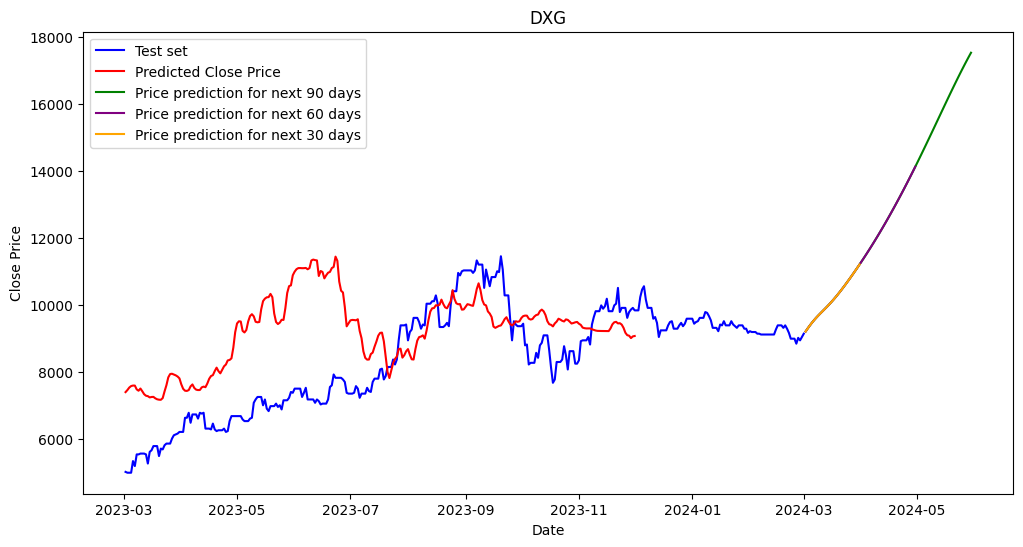 DXG
Test set
Predicted Close Price
Price prediction for next 90 days
Price prediction for next 60 days
Price prediction for next 30 days
Close Price
18000
16000
14000
12000
10000
8000
6000
2023-03 2023-05 2023-07 2023-09 2023-11 2024-01 2024-03 2024-05
Date